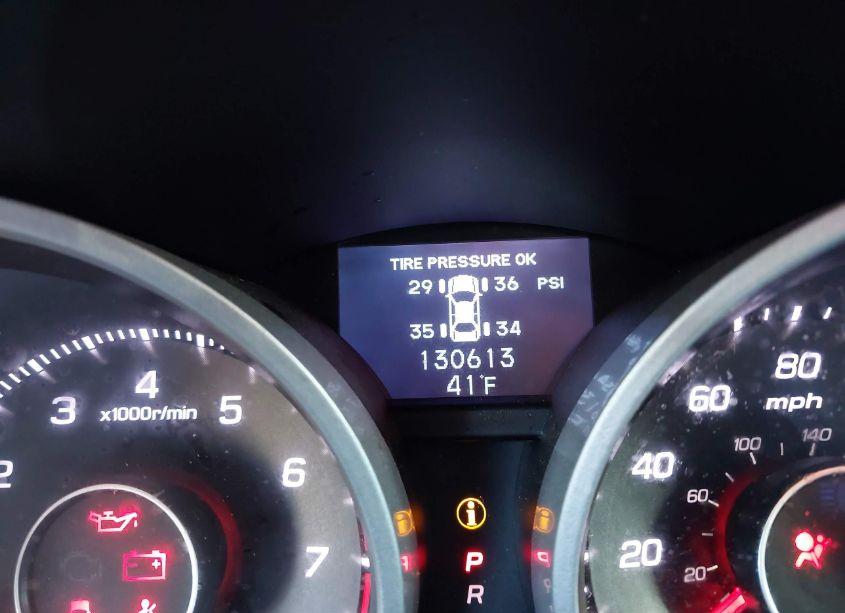 TIRE PRESSURE OK
29 36 PSI
35 34
130613
41°F
2 3 4 5 6 7
x1000r/min
20 40 60 80
mph
20 60 100 140
i
P
R